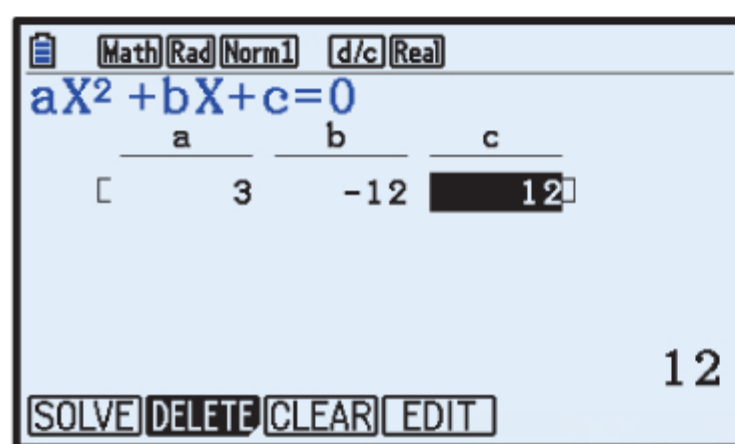 Math Rad Norm1 d/c Real
aX² +bX+c=0
a b c
[ 3 -12 12]
12
SOLVE DELETE CLEAR EDIT